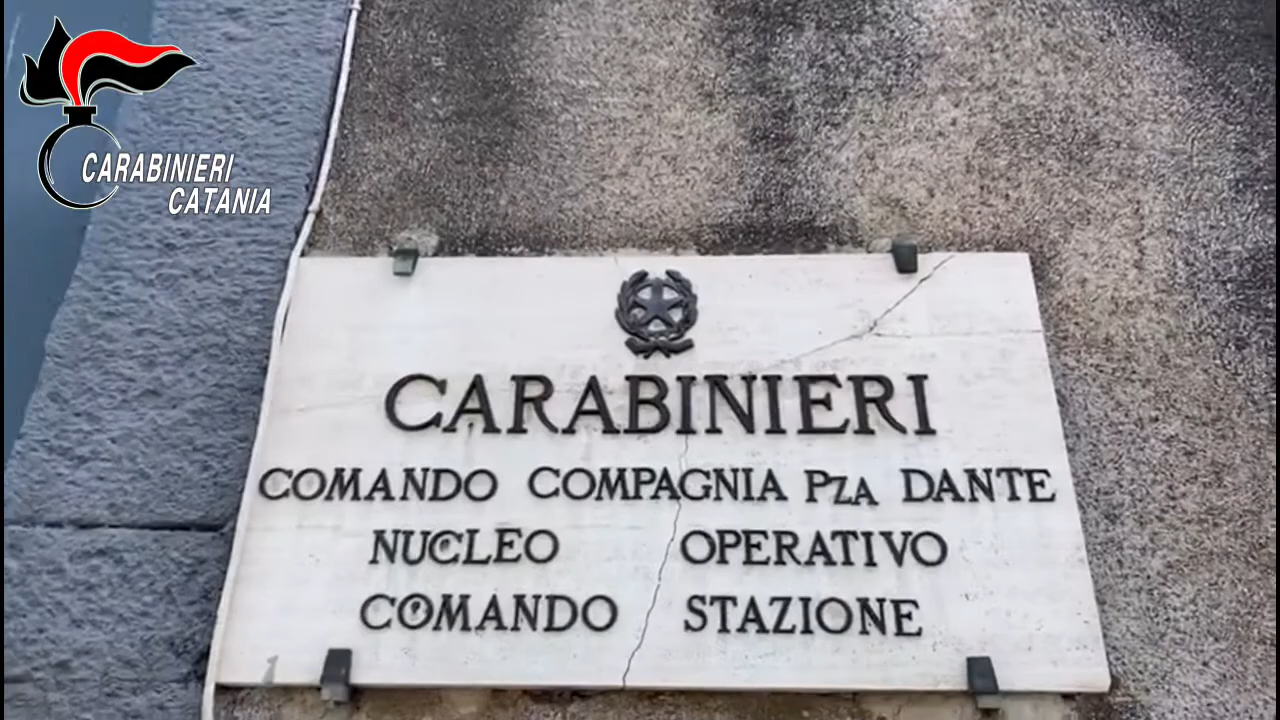 CARABINIERI
CATANIA
CARABINIERI
COMANDO COMPAGNIA PZA DANTE
NUCLEO OPERATIVO
COMANDO STAZIONE